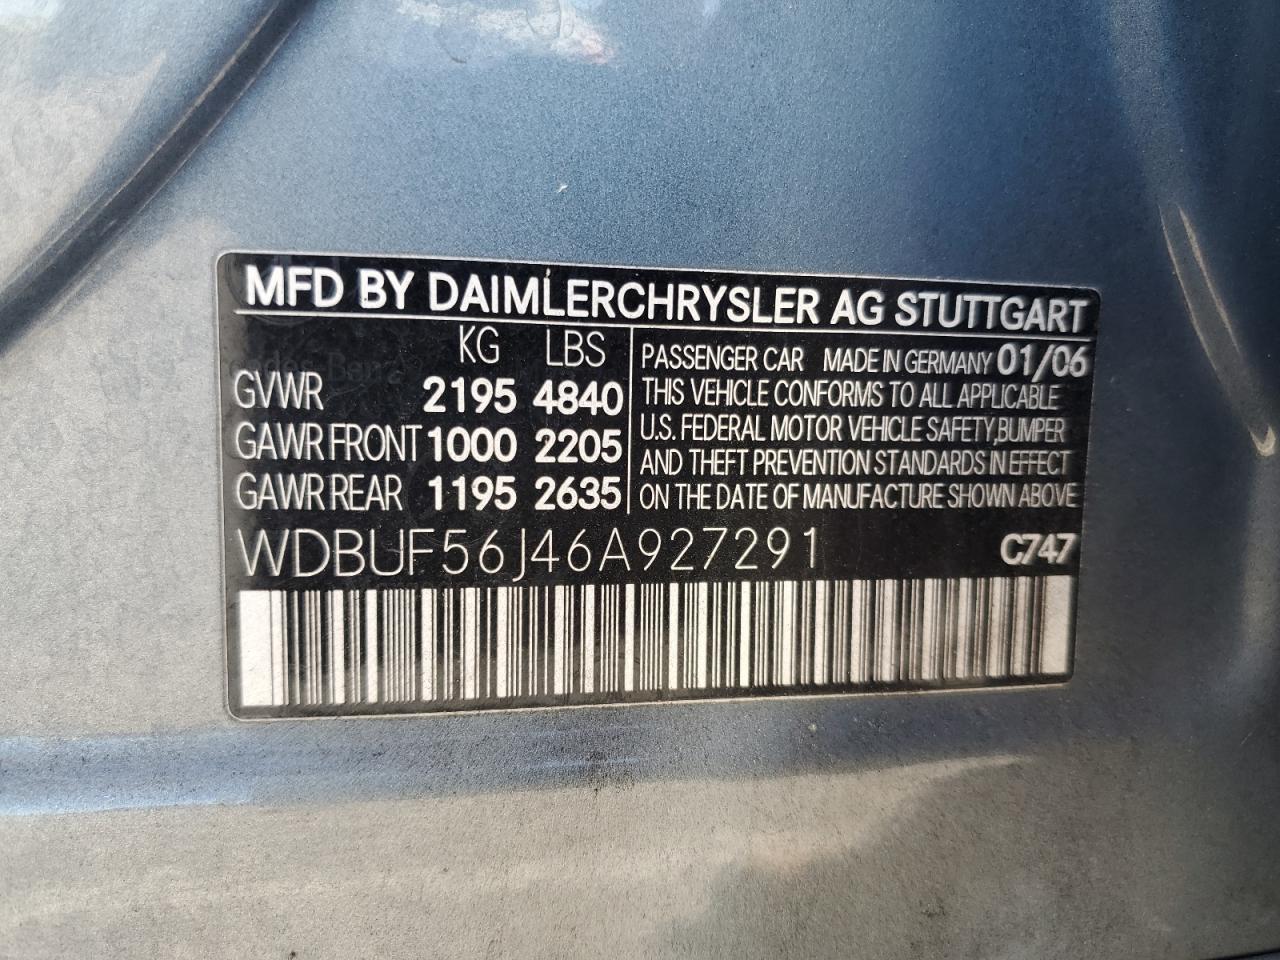 MFD BY DAIMLERCHRYSLER AG STUTTGART
KG LBS
GVWR 2195 4840
GAWR FRONT 1000 2205
GAWR REAR 1195 2635
PASSENGER CAR MADE IN GERMANY 01/06
THIS VEHICLE CONFORMS TO ALL APPLICABLE
U.S. FEDERAL MOTOR VEHICLE SAFETY, BUMPER
AND THEFT PREVENTION STANDARDS IN EFFECT
ON THE DATE OF MANUFACTURE SHOWN ABOVE
WDBUF56J46A927291 C747